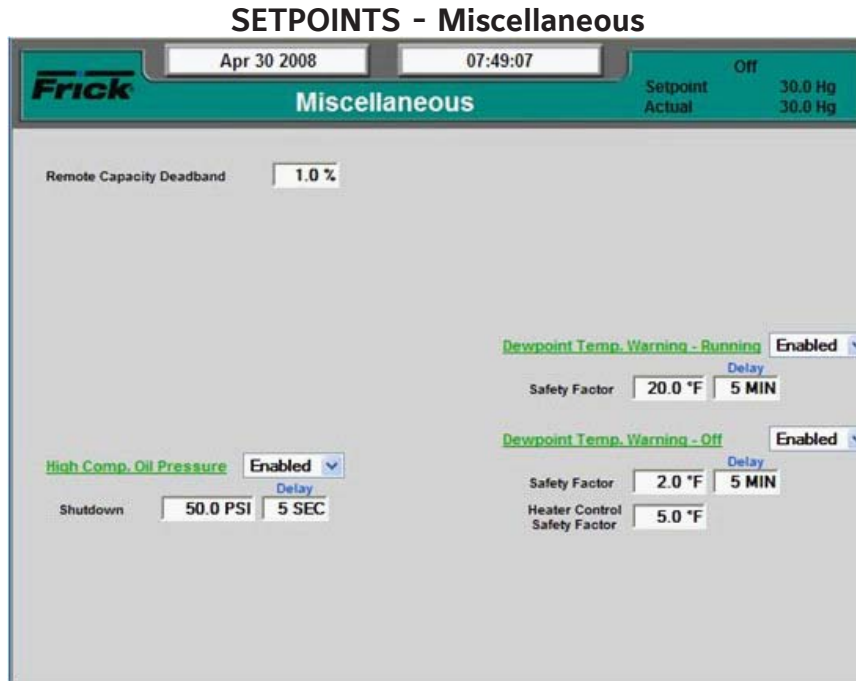 SETPOINTS - Miscellaneous
Apr 30 2008
07:49:07
Off
Frick
Miscellaneous
Setpoint 30.0 Hg
Actual 30.0 Hg
Remote Capacity Deadband 1.0 %
Dewpoint Temp. Warning - Running Enabled
Delay
Safety Factor 20.0 °F 5 MIN
Dewpoint Temp. Warning - Off Enabled
Delay
Safety Factor 2.0 °F 5 MIN
Heater Control
Safety Factor 5.0 °F
High Comp. Oil Pressure Enabled
Delay
Shutdown 50.0 PSI 5 SEC